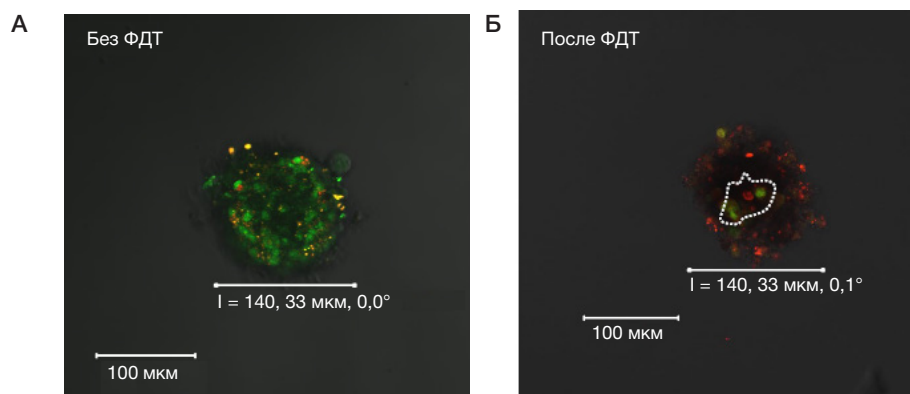 А
Без ФДТ
l = 140, 33 мкм, 0,0°
100 мкм
Б
После ФДТ
l = 140, 33 мкм, 0,1°
100 мкм